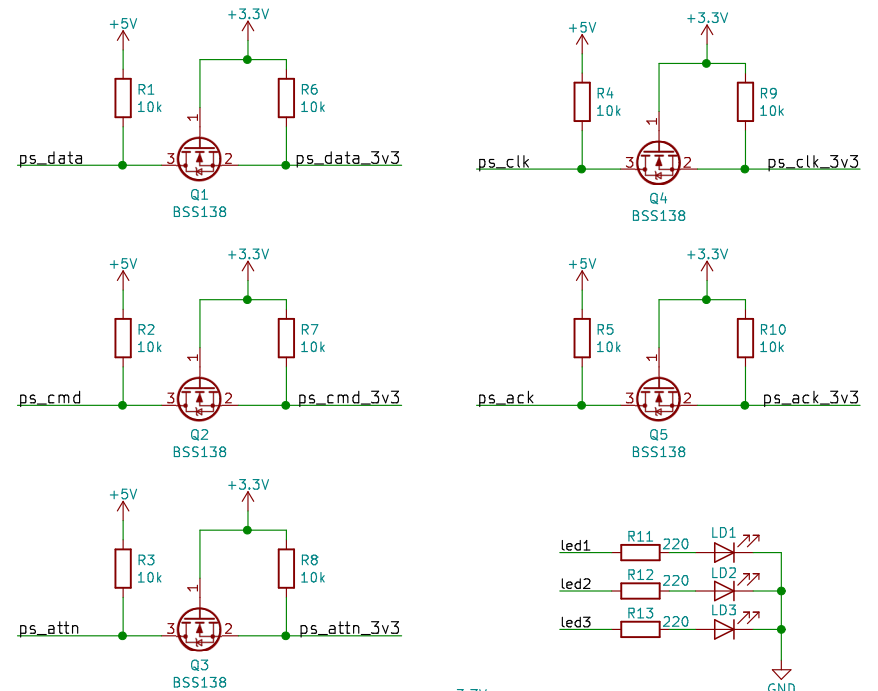 +5V
+3.3V
R1
10k
R6
10k
1
ps_data
3
2
ps_data_3v3
Q1
BSS138
+5V
+3.3V
R4
10k
R9
10k
1
ps_clk
3
2
ps_clk_3v3
Q4
BSS138
+5V
+3.3V
R2
10k
R7
10k
1
ps_cmd
3
2
ps_cmd_3v3
Q2
BSS138
+5V
+3.3V
R5
10k
R10
10k
1
ps_ack
3
2
ps_ack_3v3
Q5
BSS138
+5V
+3.3V
R3
10k
R8
10k
1
ps_attn
3
2
ps_attn_3v3
Q3
BSS138
led1
R11
220
LD1
led2
R12
220
LD2
led3
R13
220
LD3
GND